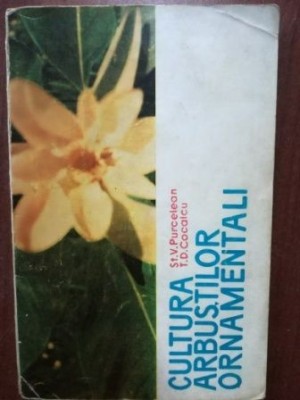 Șt.V. Purcelean
T.D. Cocalcu
CULTURA
ARBUȘTILOR
ORNAMENTALI